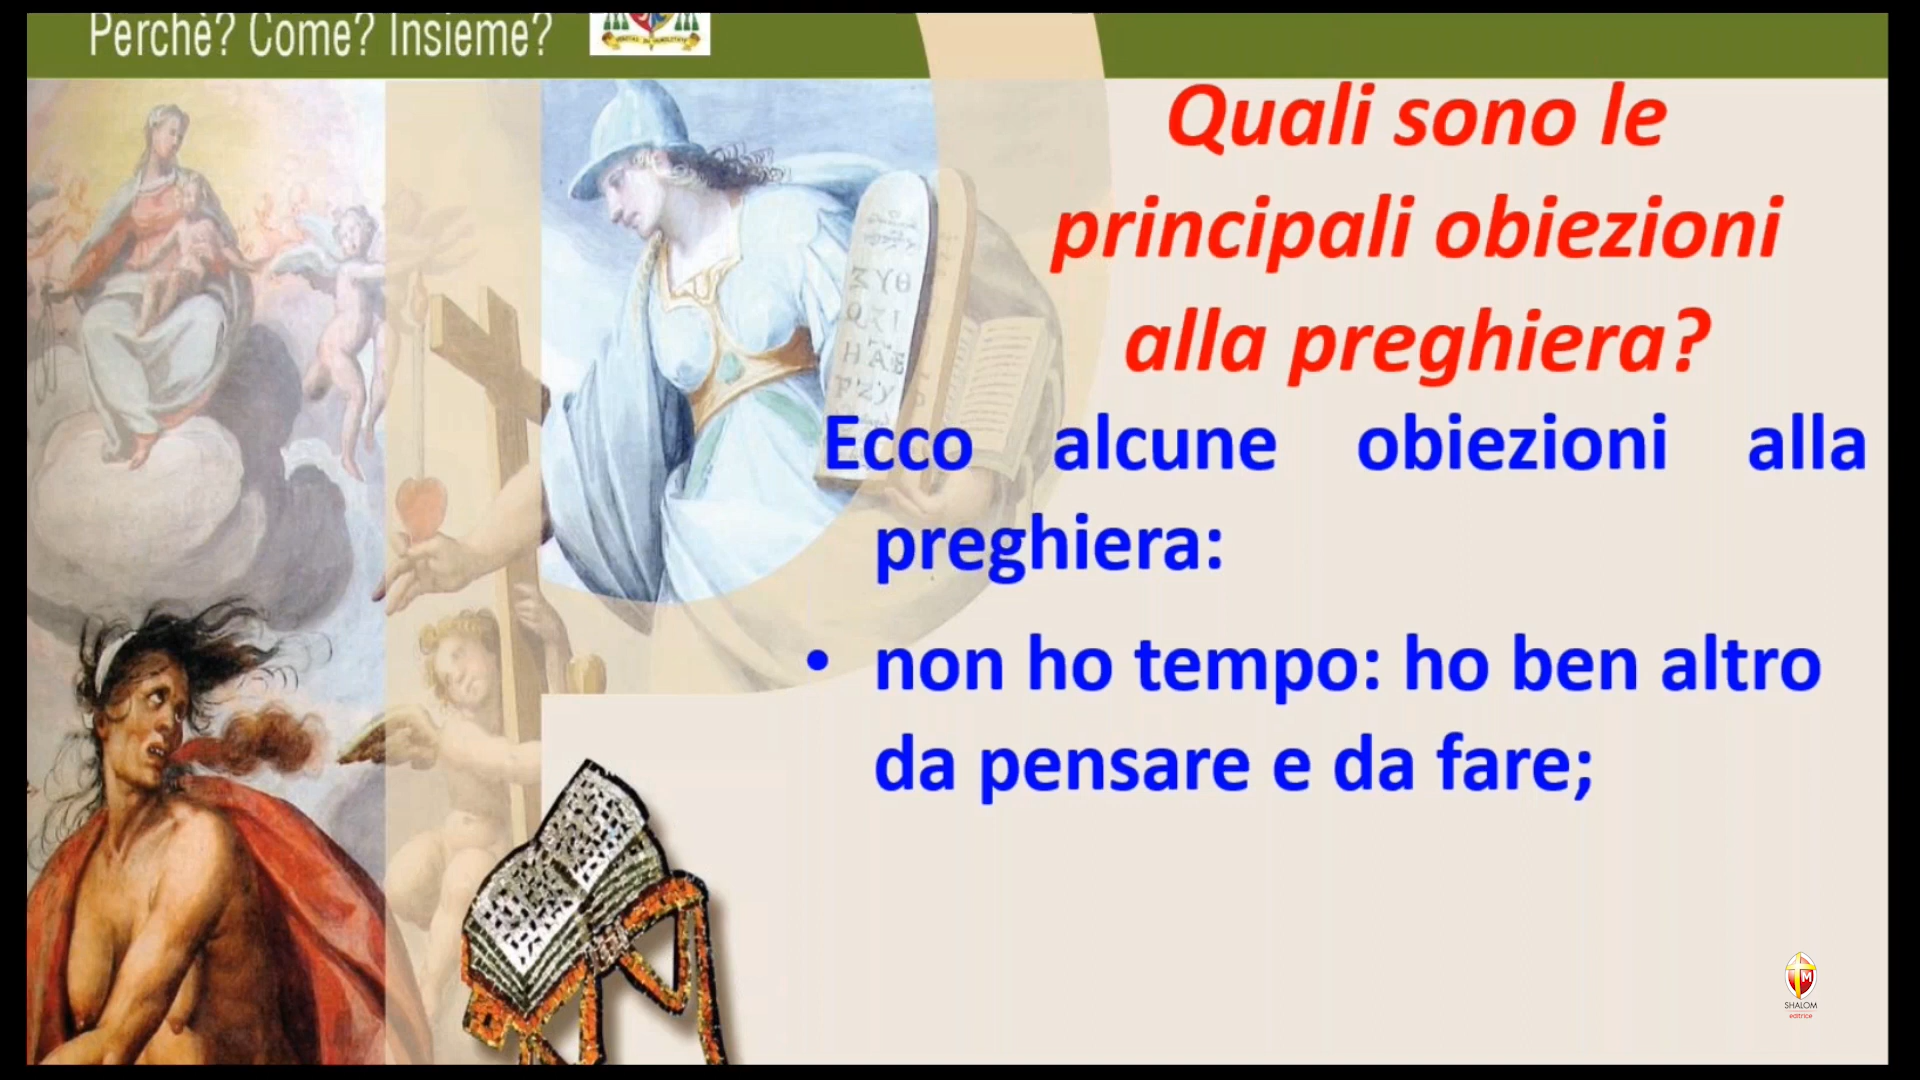 Perchè? Come? Insieme?
Quali sono le
principali obiezioni
alla preghiera?
Ecco alcune obiezioni alla
preghiera:
• non ho tempo: ho ben altro
da pensare e da fare;
M
SHALOM
editrice